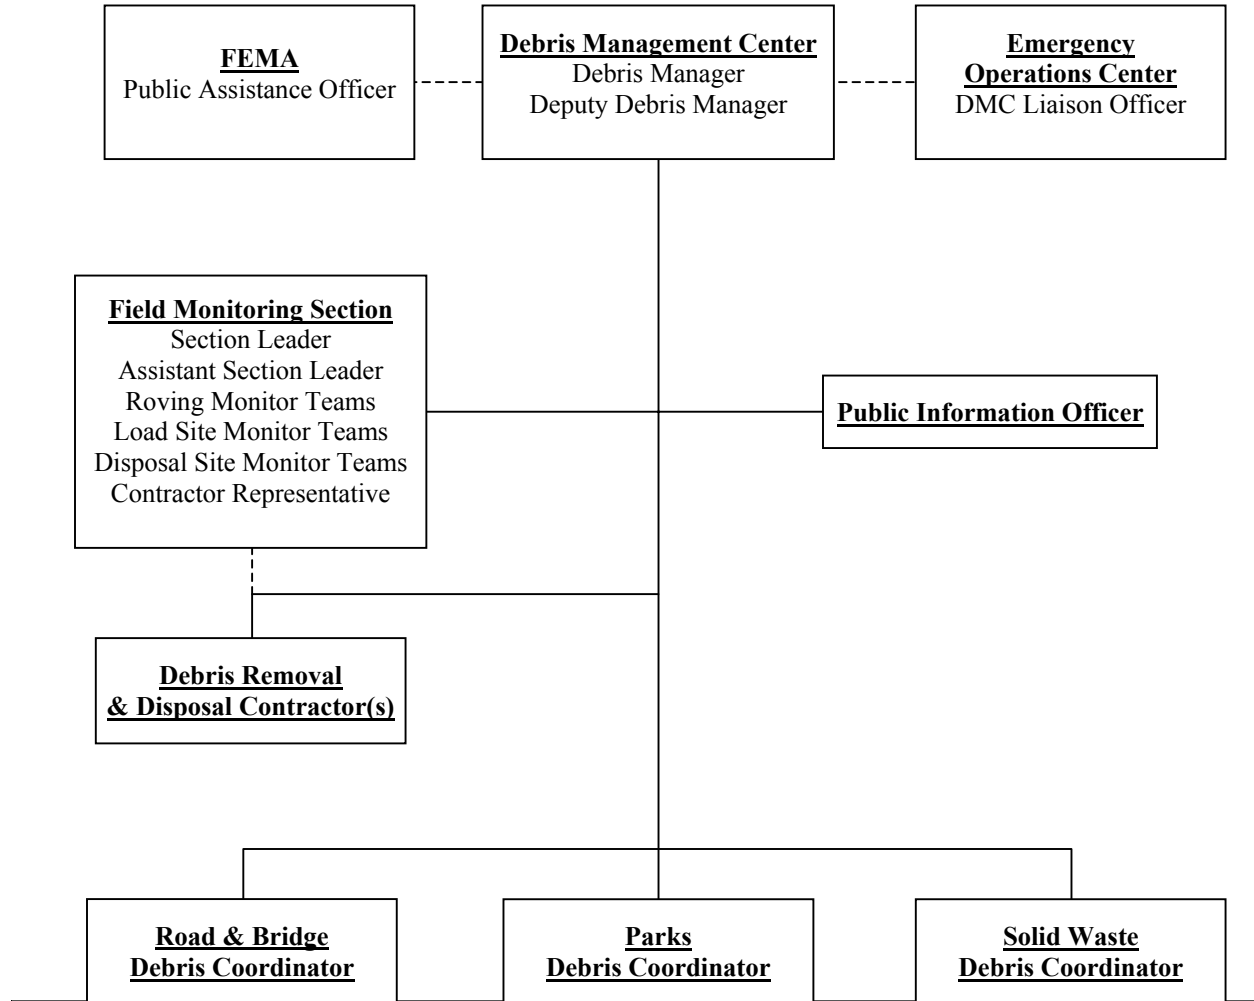 FEMA
Public Assistance Officer
Debris Management Center
Debris Manager
Deputy Debris Manager
Emergency
Operations Center
DMC Liaison Officer
Field Monitoring Section
Section Leader
Assistant Section Leader
Roving Monitor Teams
Load Site Monitor Teams
Disposal Site Monitor Teams
Contractor Representative
Public Information Officer
Debris Removal
& Disposal Contractor(s)
Road & Bridge
Debris Coordinator
Parks
Debris Coordinator
Solid Waste
Debris Coordinator